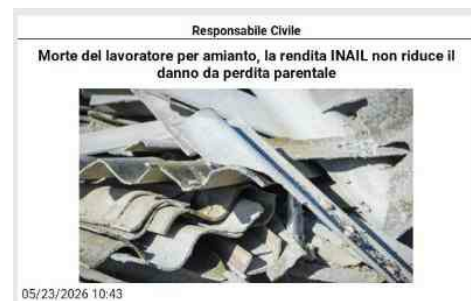 Responsabile Civile
Morte del lavoratore per amianto, la rendita INAIL non riduce il
danno da perdita parentale
05/23/2026 10:43